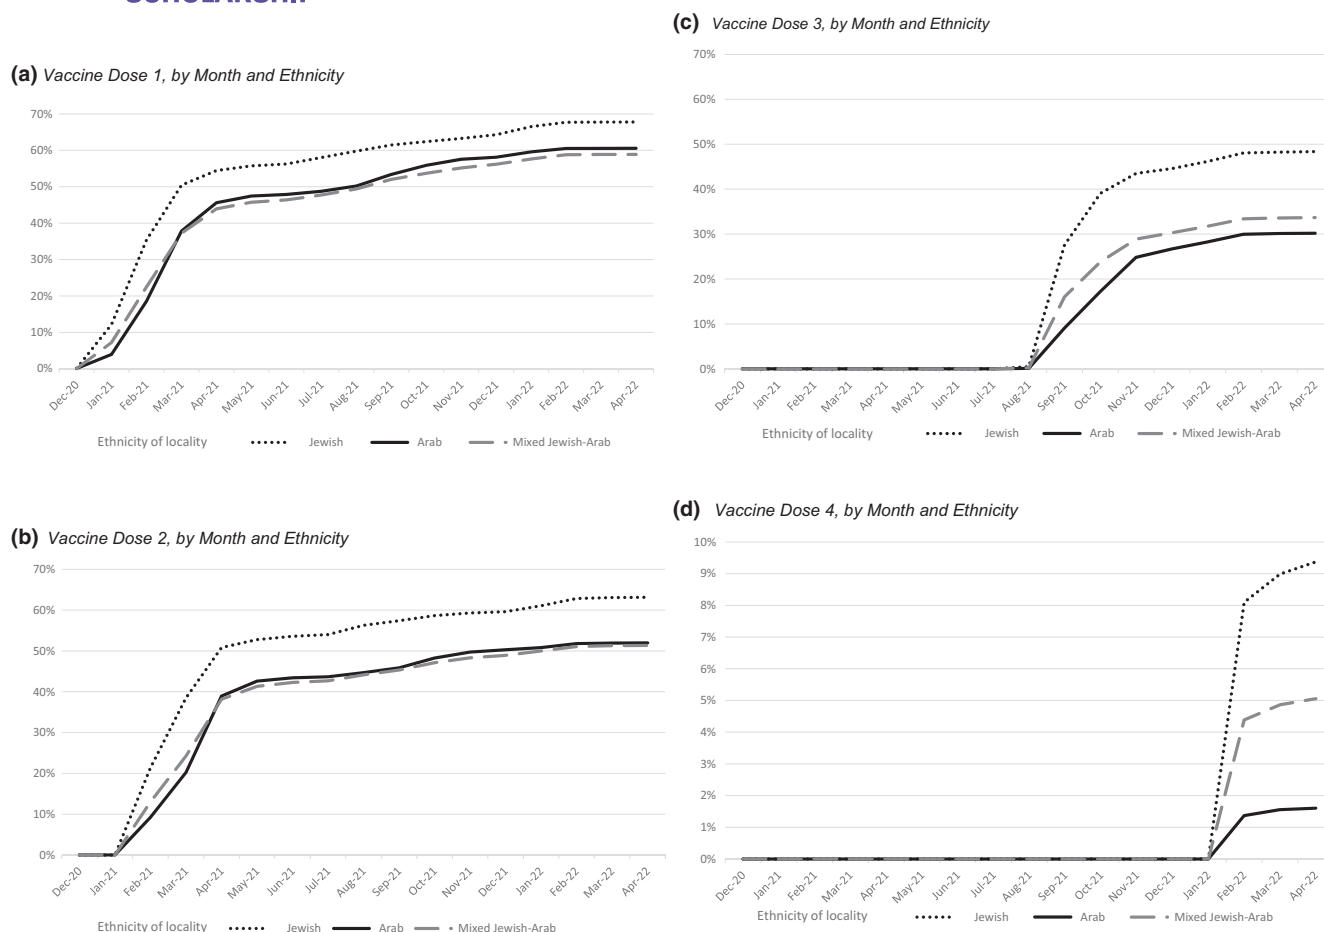 (a) Vaccine Dose 1, by Month and Ethnicity
70%
60%
50%
40%
30%
20%
10%
0%
Dec-20 Jan-21 Feb-21 Mar-21 Apr-21 May-21 Jun-21 Jul-21 Aug-21 Sep-21 Oct-21 Nov-21 Dec-21 Jan-22 Feb-22 Mar-22 Apr-22
Ethnicity of locality Jewish Arab Mixed Jewish-Arab
(b) Vaccine Dose 2, by Month and Ethnicity
70%
60%
50%
40%
30%
20%
10%
0%
Dec-20 Jan-21 Feb-21 Mar-21 Apr-21 May-21 Jun-21 Jul-21 Aug-21 Sep-21 Oct-21 Nov-21 Dec-21 Jan-22 Feb-22 Mar-22 Apr-22
Ethnicity of locality Jewish Arab Mixed Jewish-Arab
(c) Vaccine Dose 3, by Month and Ethnicity
70%
60%
50%
40%
30%
20%
10%
0%
Dec-20 Jan-21 Feb-21 Mar-21 Apr-21 May-21 Jun-21 Jul-21 Aug-21 Sep-21 Oct-21 Nov-21 Dec-21 Jan-22 Feb-22 Mar-22 Apr-22
Ethnicity of locality Jewish Arab Mixed Jewish-Arab
(d) Vaccine Dose 4, by Month and Ethnicity
10%
9%
8%
7%
6%
5%
4%
3%
2%
1%
0%
Dec-20 Jan-21 Feb-21 Mar-21 Apr-21 May-21 Jun-21 Jul-21 Aug-21 Sep-21 Oct-21 Nov-21 Dec-21 Jan-22 Feb-22 Mar-22 Apr-22
Ethnicity of locality Jewish Arab Mixed Jewish-Arab